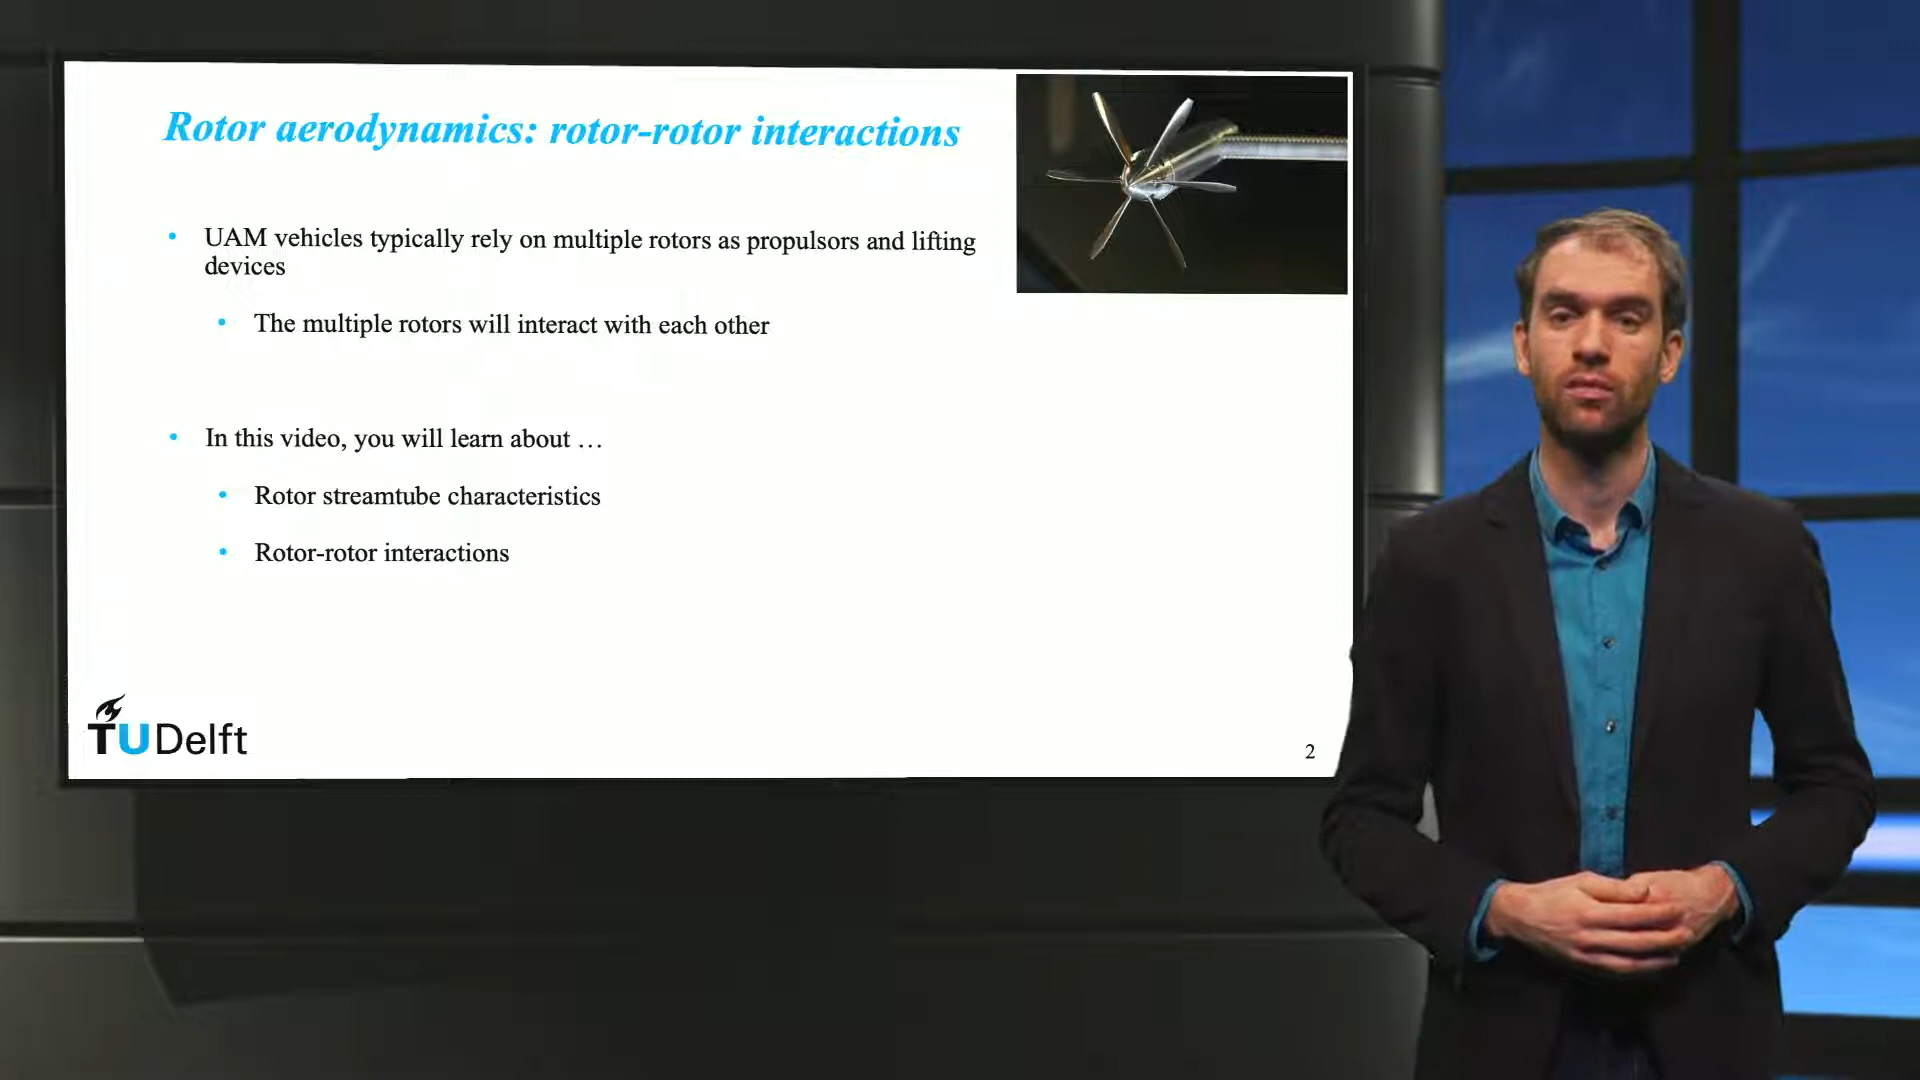 Rotor aerodynamics: rotor-rotor interactions
• UAM vehicles typically rely on multiple rotors as propulsors and lifting
devices
• The multiple rotors will interact with each other
• In this video, you will learn about …
• Rotor streamtube characteristics
• Rotor-rotor interactions
TUDelft
2